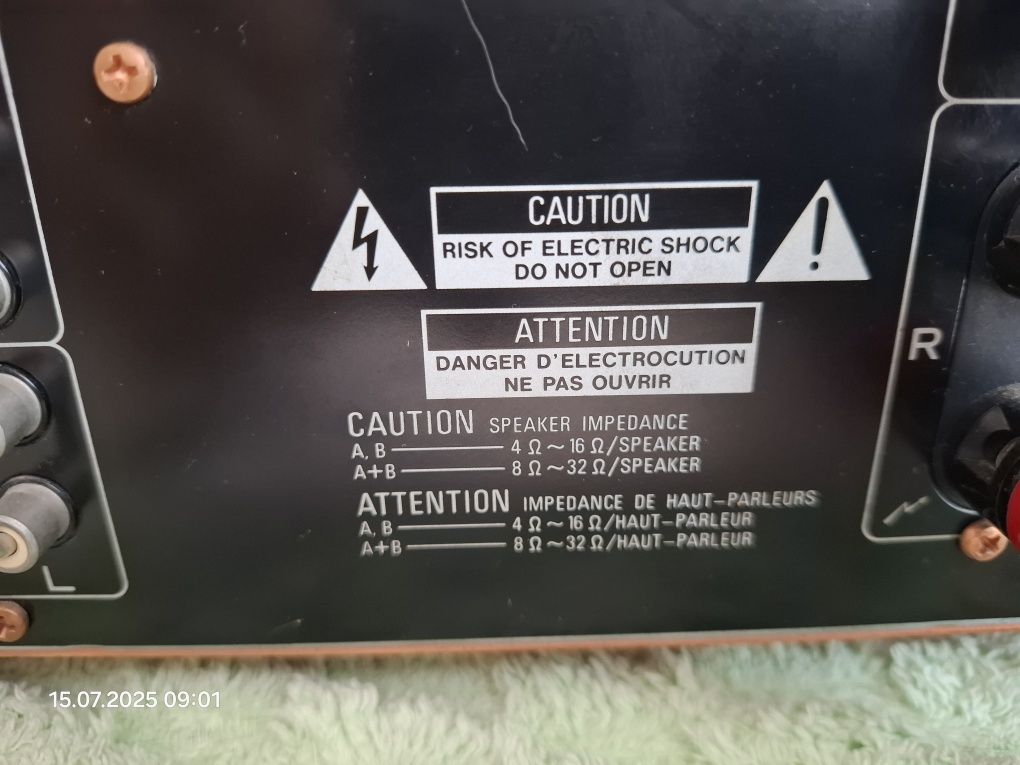 CAUTION
RISK OF ELECTRIC SHOCK
DO NOT OPEN
ATTENTION
DANGER D'ELECTROCUTION
NE PAS OUVRIR
R
CAUTION SPEAKER IMPEDANCE
A, B 4 Ω ~ 16 Ω/SPEAKER
A+B 8 Ω ~ 32 Ω/SPEAKER
ATTENTION IMPEDANCE DE HAUT-PARLEURS
A, B 4 Ω ~ 16 Ω/HAUT-PARLEUR
A+B 8 Ω ~ 32 Ω/HAUT-PARLEUR
L
15.07.2025 09:01